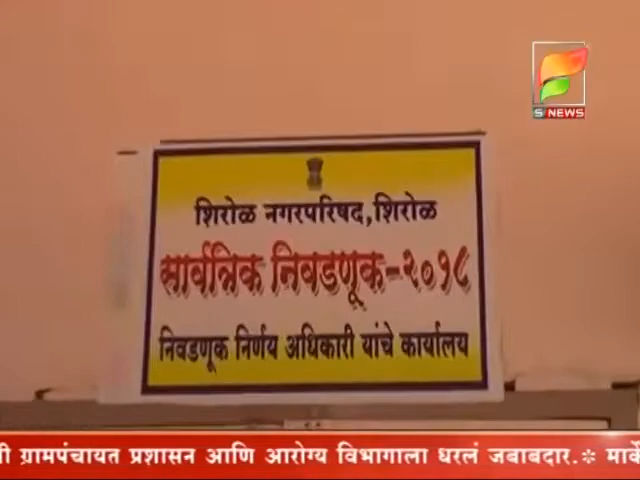 S NEWS
शिरोळ नगरपरिषद,शिरोळ
सार्वत्रिक निवडणूक-२०१८
निवडणूक निर्णय अधिकारी यांचे कार्यालय
ग्रामपंचायत प्रशासन आणि आरोग्य विभागाला धरलं जबाबदार.* मार्के